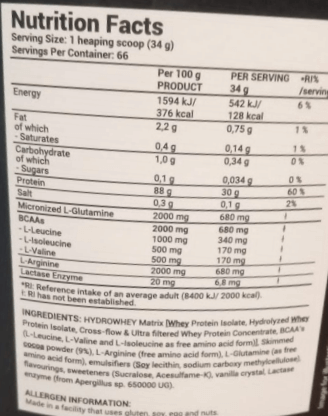 Nutrition Facts
Serving Size: 1 heaping scoop (34 g)
Servings Per Container: 66
Per 100 g PRODUCT PER SERVING 34 g *RI% /serving
Energy 1594 kJ/ 542 kJ/ 6 %
376 kcal 128 kcal
Fat 2,2 g 0,75 g 1 %
of which
- Saturates 0,4 g 0,14 g 1 %
Carbohydrate 1,0 g 0,34 g 0 %
of which
- Sugars 0,1 g 0,034 g 0 %
Protein 88 g 30 g 60 %
Salt 0,3 g 0,1 g 2%
Micronized L-Glutamine 2000 mg 680 mg
BCAAs
- L-Leucine 2000 mg 680 mg
- L-Isoleucine 1000 mg 340 mg
- L-Valine 500 mg 170 mg
500 mg 170 mg
L-Arginine 2000 mg 680 mg
Lactase Enzyme 20 mg 6,8 mg
*RI: Reference intake of an average adult (8400 kJ/ 2000 kcal).
RI has not been established.
INGREDIENTS: HYDROWHEY Matrix [Whey Protein Isolate, Hydrolyzed Whey
Protein Isolate, Cross-flow & Ultra filtered Whey Protein Concentrate, BCAA's
(L-Leucine, L-Valine and L-Isoleucine as free amino acid form)], Skimmed
cocoa powder (9%), L-Arginine (free amino acid form), L-Glutamine (as free
amino acid form), emulsifiers (Soy lecithin, sodium carboxy methylcellulose),
flavourings, sweeteners (Sucralose, Acesulfame-K), vanilla crystal, Lactase
enzyme (from Apergillus sp. 650000 UG).
ALLERGEN INFORMATION:
Made in a facility that uses gluten, soy, egg and nuts.